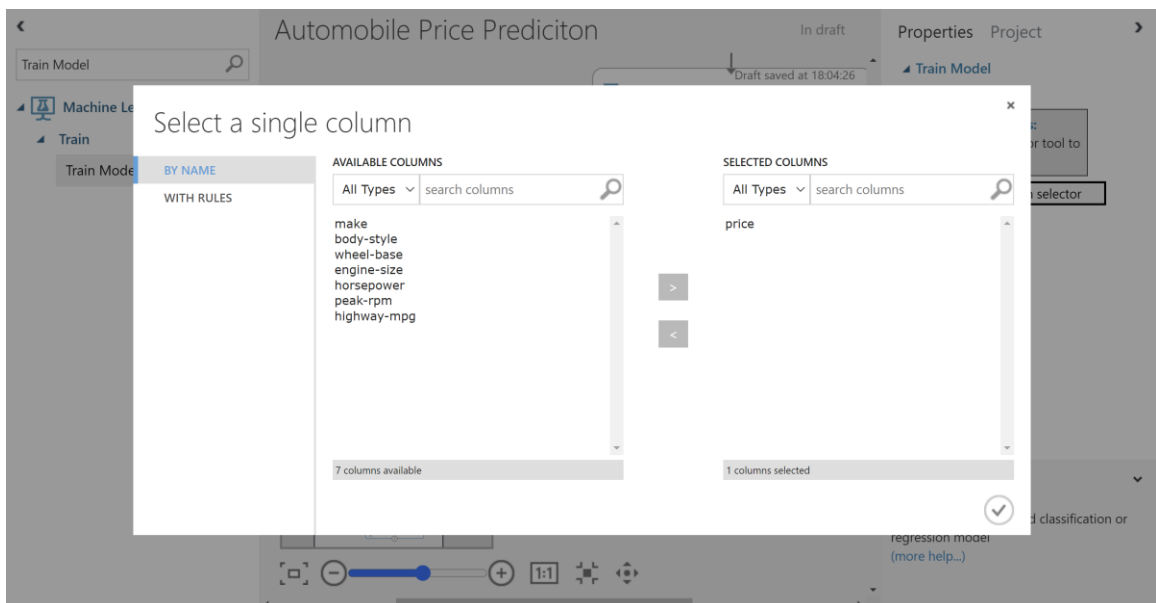 Automobile Price Prediciton
In draft
Properties Project
Train Model
Draft saved at 18:04:26
Train Model
Machine Le
Train
Train Mode
or tool to
selector
Select a single column
×
BY NAME
WITH RULES
AVAILABLE COLUMNS
All Types search columns
make
body-style
wheel-base
engine-size
horsepower
peak-rpm
highway-mpg
7 columns available
>
<
SELECTED COLUMNS
All Types search columns
price
1 columns selected
d classification or
regression model
(more help...)
1:1